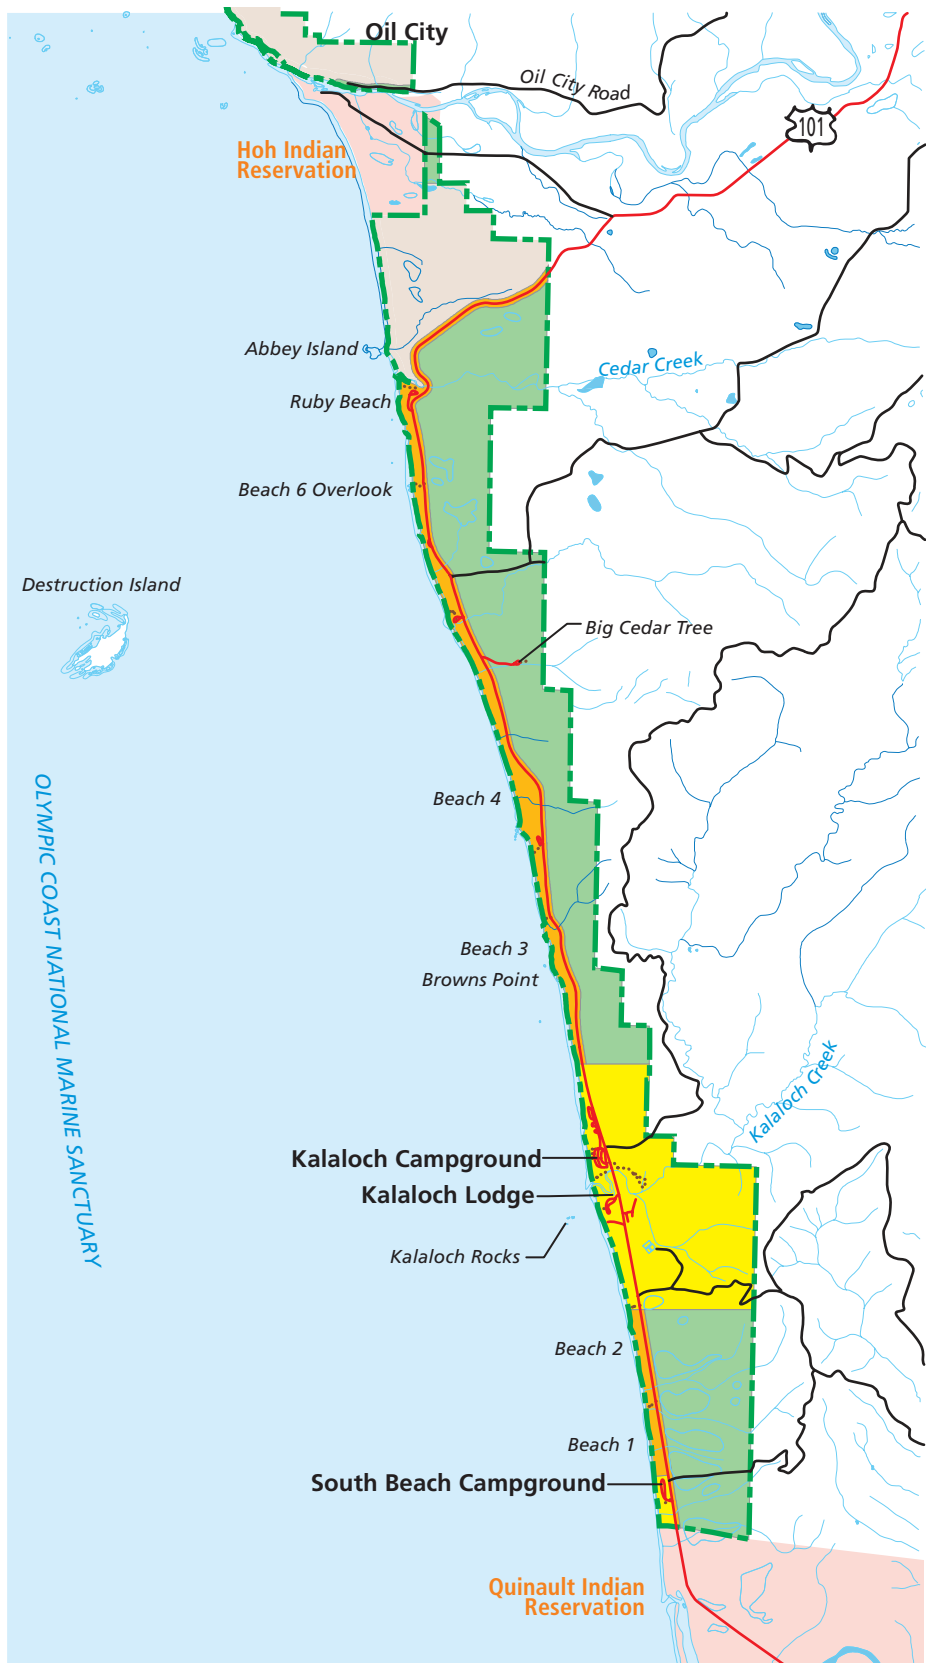 Oil City
Oil City Road
101
Hoh Indian
Reservation
Abbey Island
Cedar Creek
Ruby Beach
Beach 6 Overlook
Destruction Island
Big Cedar Tree
OLYMPIC COAST NATIONAL MARINE SANCTUARY
Beach 4
Beach 3
Browns Point
Kalaloch Creek
Kalaloch Campground
Kalaloch Lodge
Kalaloch Rocks
Beach 2
Beach 1
South Beach Campground
Quinault Indian
Reservation